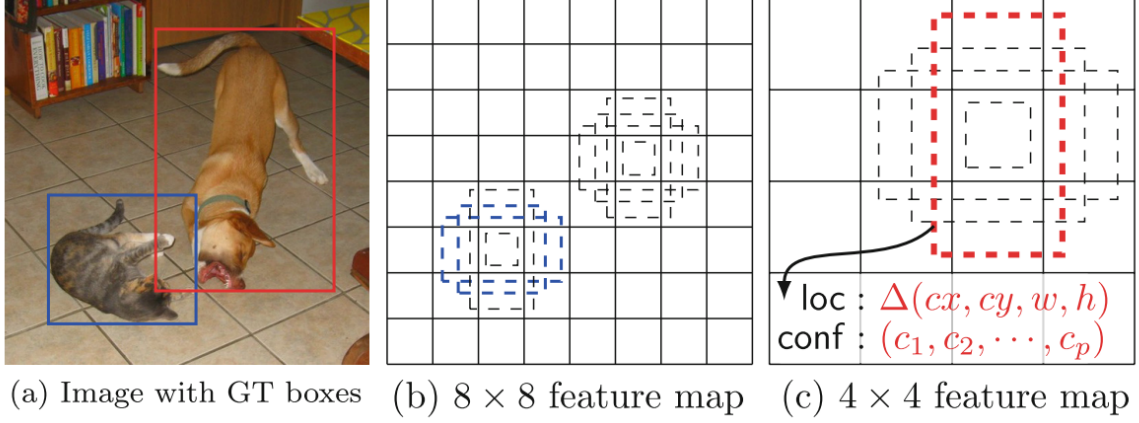 loc : Δ(cx, cy, w, h)
conf : (c₁, c₂, ⋯, cₚ)
(a) Image with GT boxes
(b) 8 × 8 feature map
(c) 4 × 4 feature map